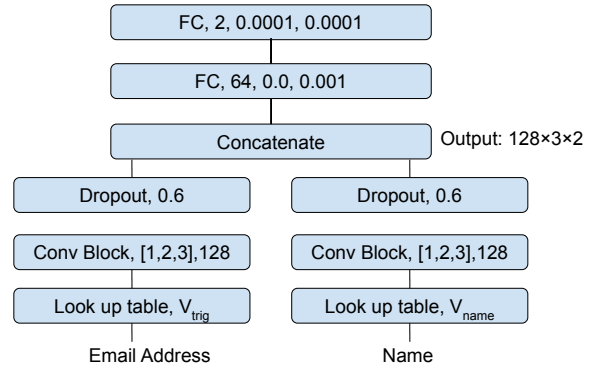 FC, 2, 0.0001, 0.0001
FC, 64, 0.0, 0.001
Concatenate
Output: 128×3×2
Dropout, 0.6
Dropout, 0.6
Conv Block, [1,2,3],128
Conv Block, [1,2,3],128
Look up table, V_trig
Look up table, V_name
Email Address
Name